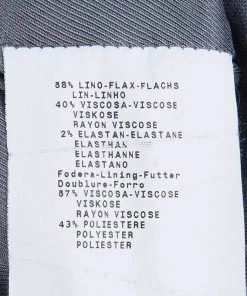 58% LINO-FLAX-FLACHS
LIN-LINHO
40% VISCOSA-VISCOSE
VISKOSE
RAYON VISCOSE
2% ELASTAN-ELASTANE
ELASTHAN
ELASTHANNE
ELASTANO
Fodera-Lining-Futter
Doublure-Forro
57% VISCOSA-VISCOSE
VISKOSE
RAYON VISCOSE
43% POLIESTERE
POLYESTER
POLYESTER
POLIESTER